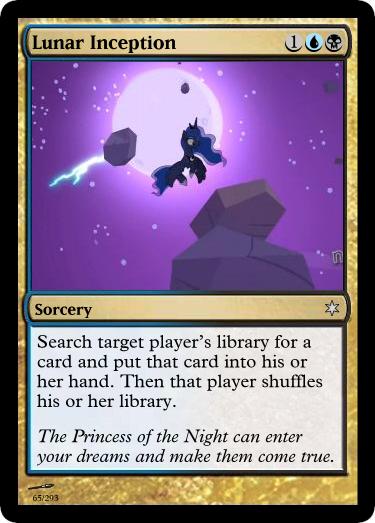 Lunar Inception 1
Sorcery
Search target player's library for a
card and put that card into his or
her hand. Then that player shuffles
his or her library.
The Princess of the Night can enter
your dreams and make them come true.
65/293